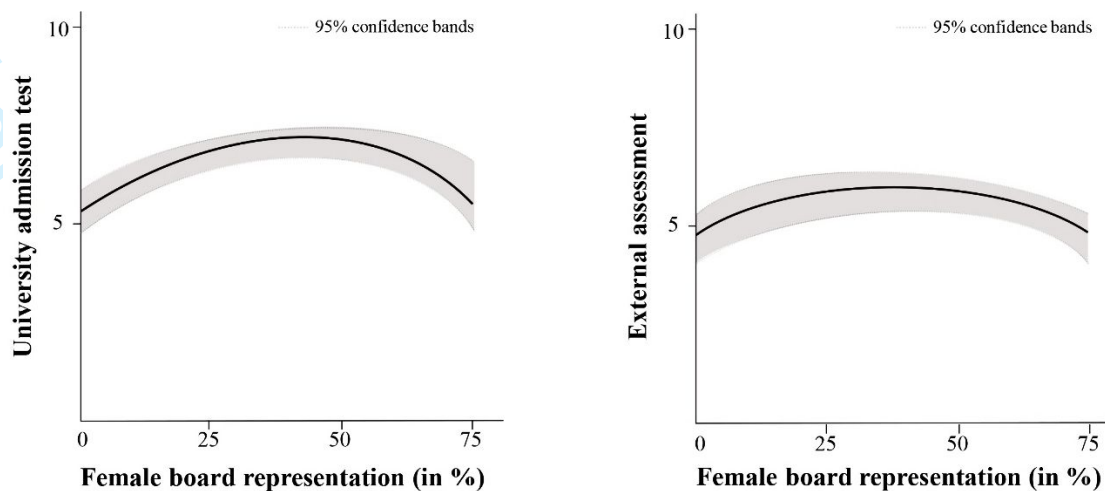 10
95% confidence bands
University admission test
5
0
25
50
75
Female board representation (in %)
10
95% confidence bands
External assessment
5
0
25
50
75
Female board representation (in %)